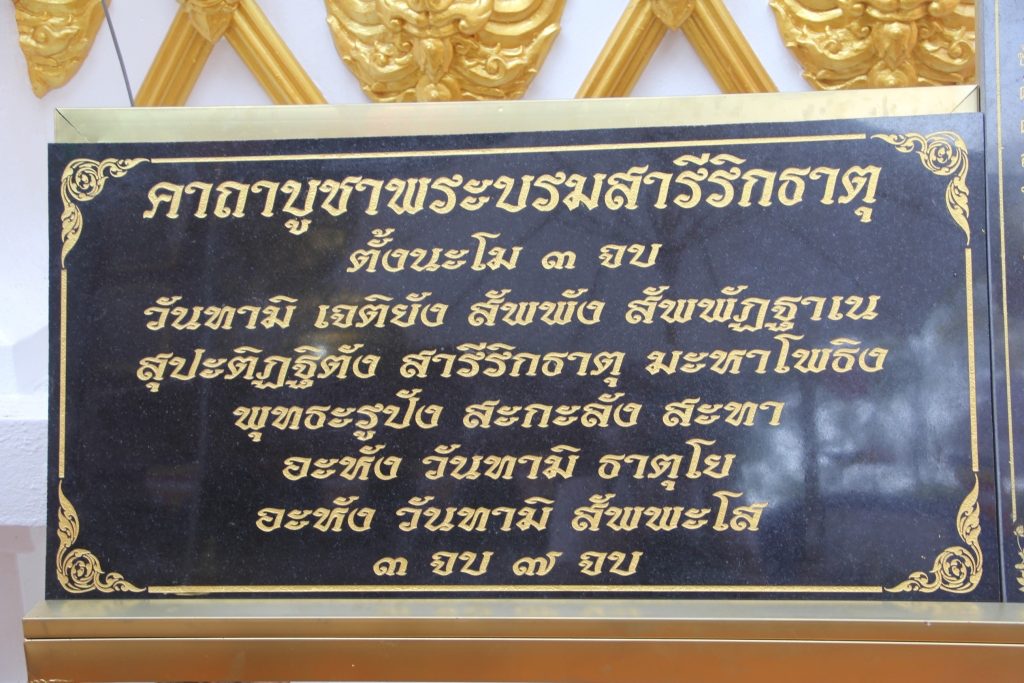 คาถาบูชาพระบรมสารีริกธาตุ
ตั้งนะโม ๓ จบ
วันทามิ เจติยัง สัพพัง สัพพัฏฐาเน
สุปะติฏฐิตัง สารีริกธาตุ มะหาโพธิง
พุทธะรูปัง สะกะลัง สะทา
อะหัง วันทามิ ธาตุโย
อะหัง วันทามิ สัพพะโส
๓ จบ ๗ จบ